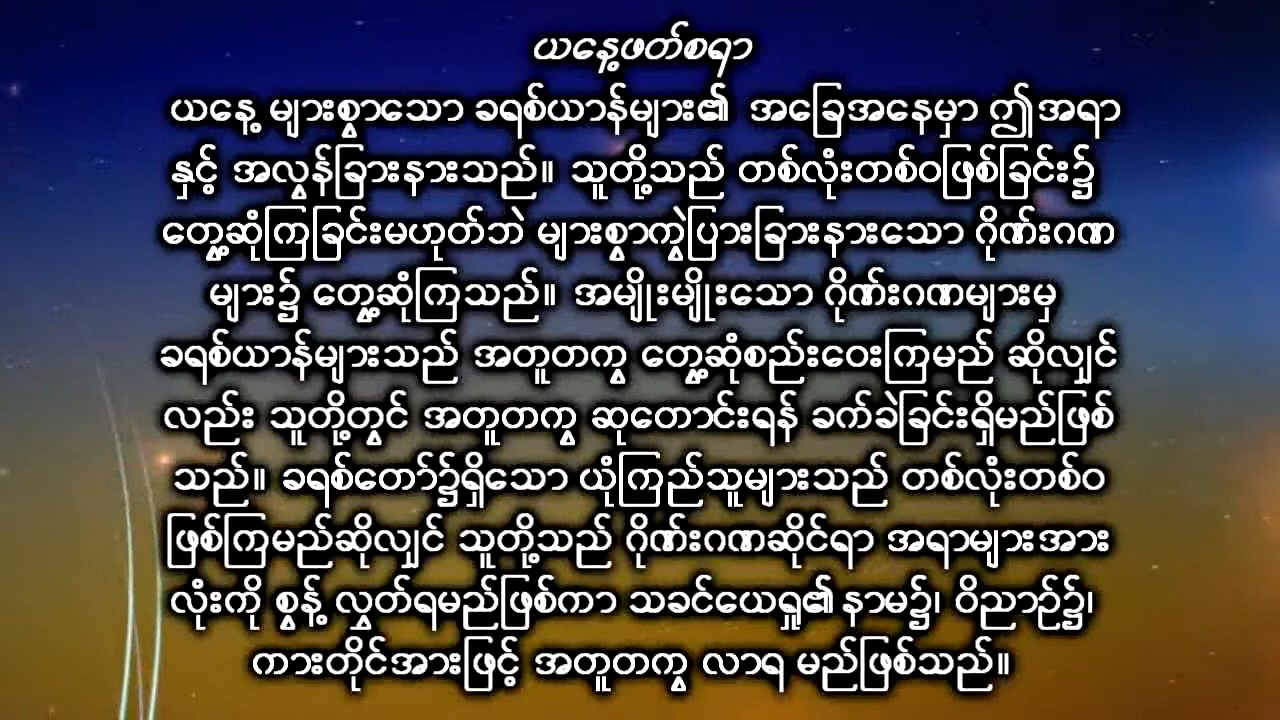 ယနေ့ဖတ်စရာ
ယနေ့ များစွာသော ခရစ်ယာန်များ၏ အခြေအနေမှာ ဤအရာ
နှင့် အလွန်ခြားနားသည်။ သူတို့သည် တစ်လုံးတစ်ဝဖြစ်ခြင်း၌
တွေ့ဆုံကြခြင်းမဟုတ်ဘဲ များစွာကွဲပြားခြားနားသော ဂိုဏ်းဂဏ
များ၌ တွေ့ဆုံကြသည်။ အမျိုးမျိုးသော ဂိုဏ်းဂဏများမှ
ခရစ်ယာန်များသည် အတူတကွ တွေ့ဆုံစည်းဝေးကြမည် ဆိုလျှင်
လည်း သူတို့တွင် အတူတကွ ဆုတောင်းရန် ခက်ခဲခြင်းရှိမည်ဖြစ်
သည်။ ခရစ်တော်၌ရှိသော ယုံကြည်သူများသည် တစ်လုံးတစ်ဝ
ဖြစ်ကြမည်ဆိုလျှင် သူတို့သည် ဂိုဏ်းဂဏဆိုင်ရာ အရာများအား
လုံးကို စွန့် လွှတ်ရမည်ဖြစ်ကာ သခင်ယေရှု၏ နာမ၌၊ ဝိညာဉ်၌၊
ကားတိုင်အားဖြင့် အတူတကွ လာရ မည်ဖြစ်သည်။